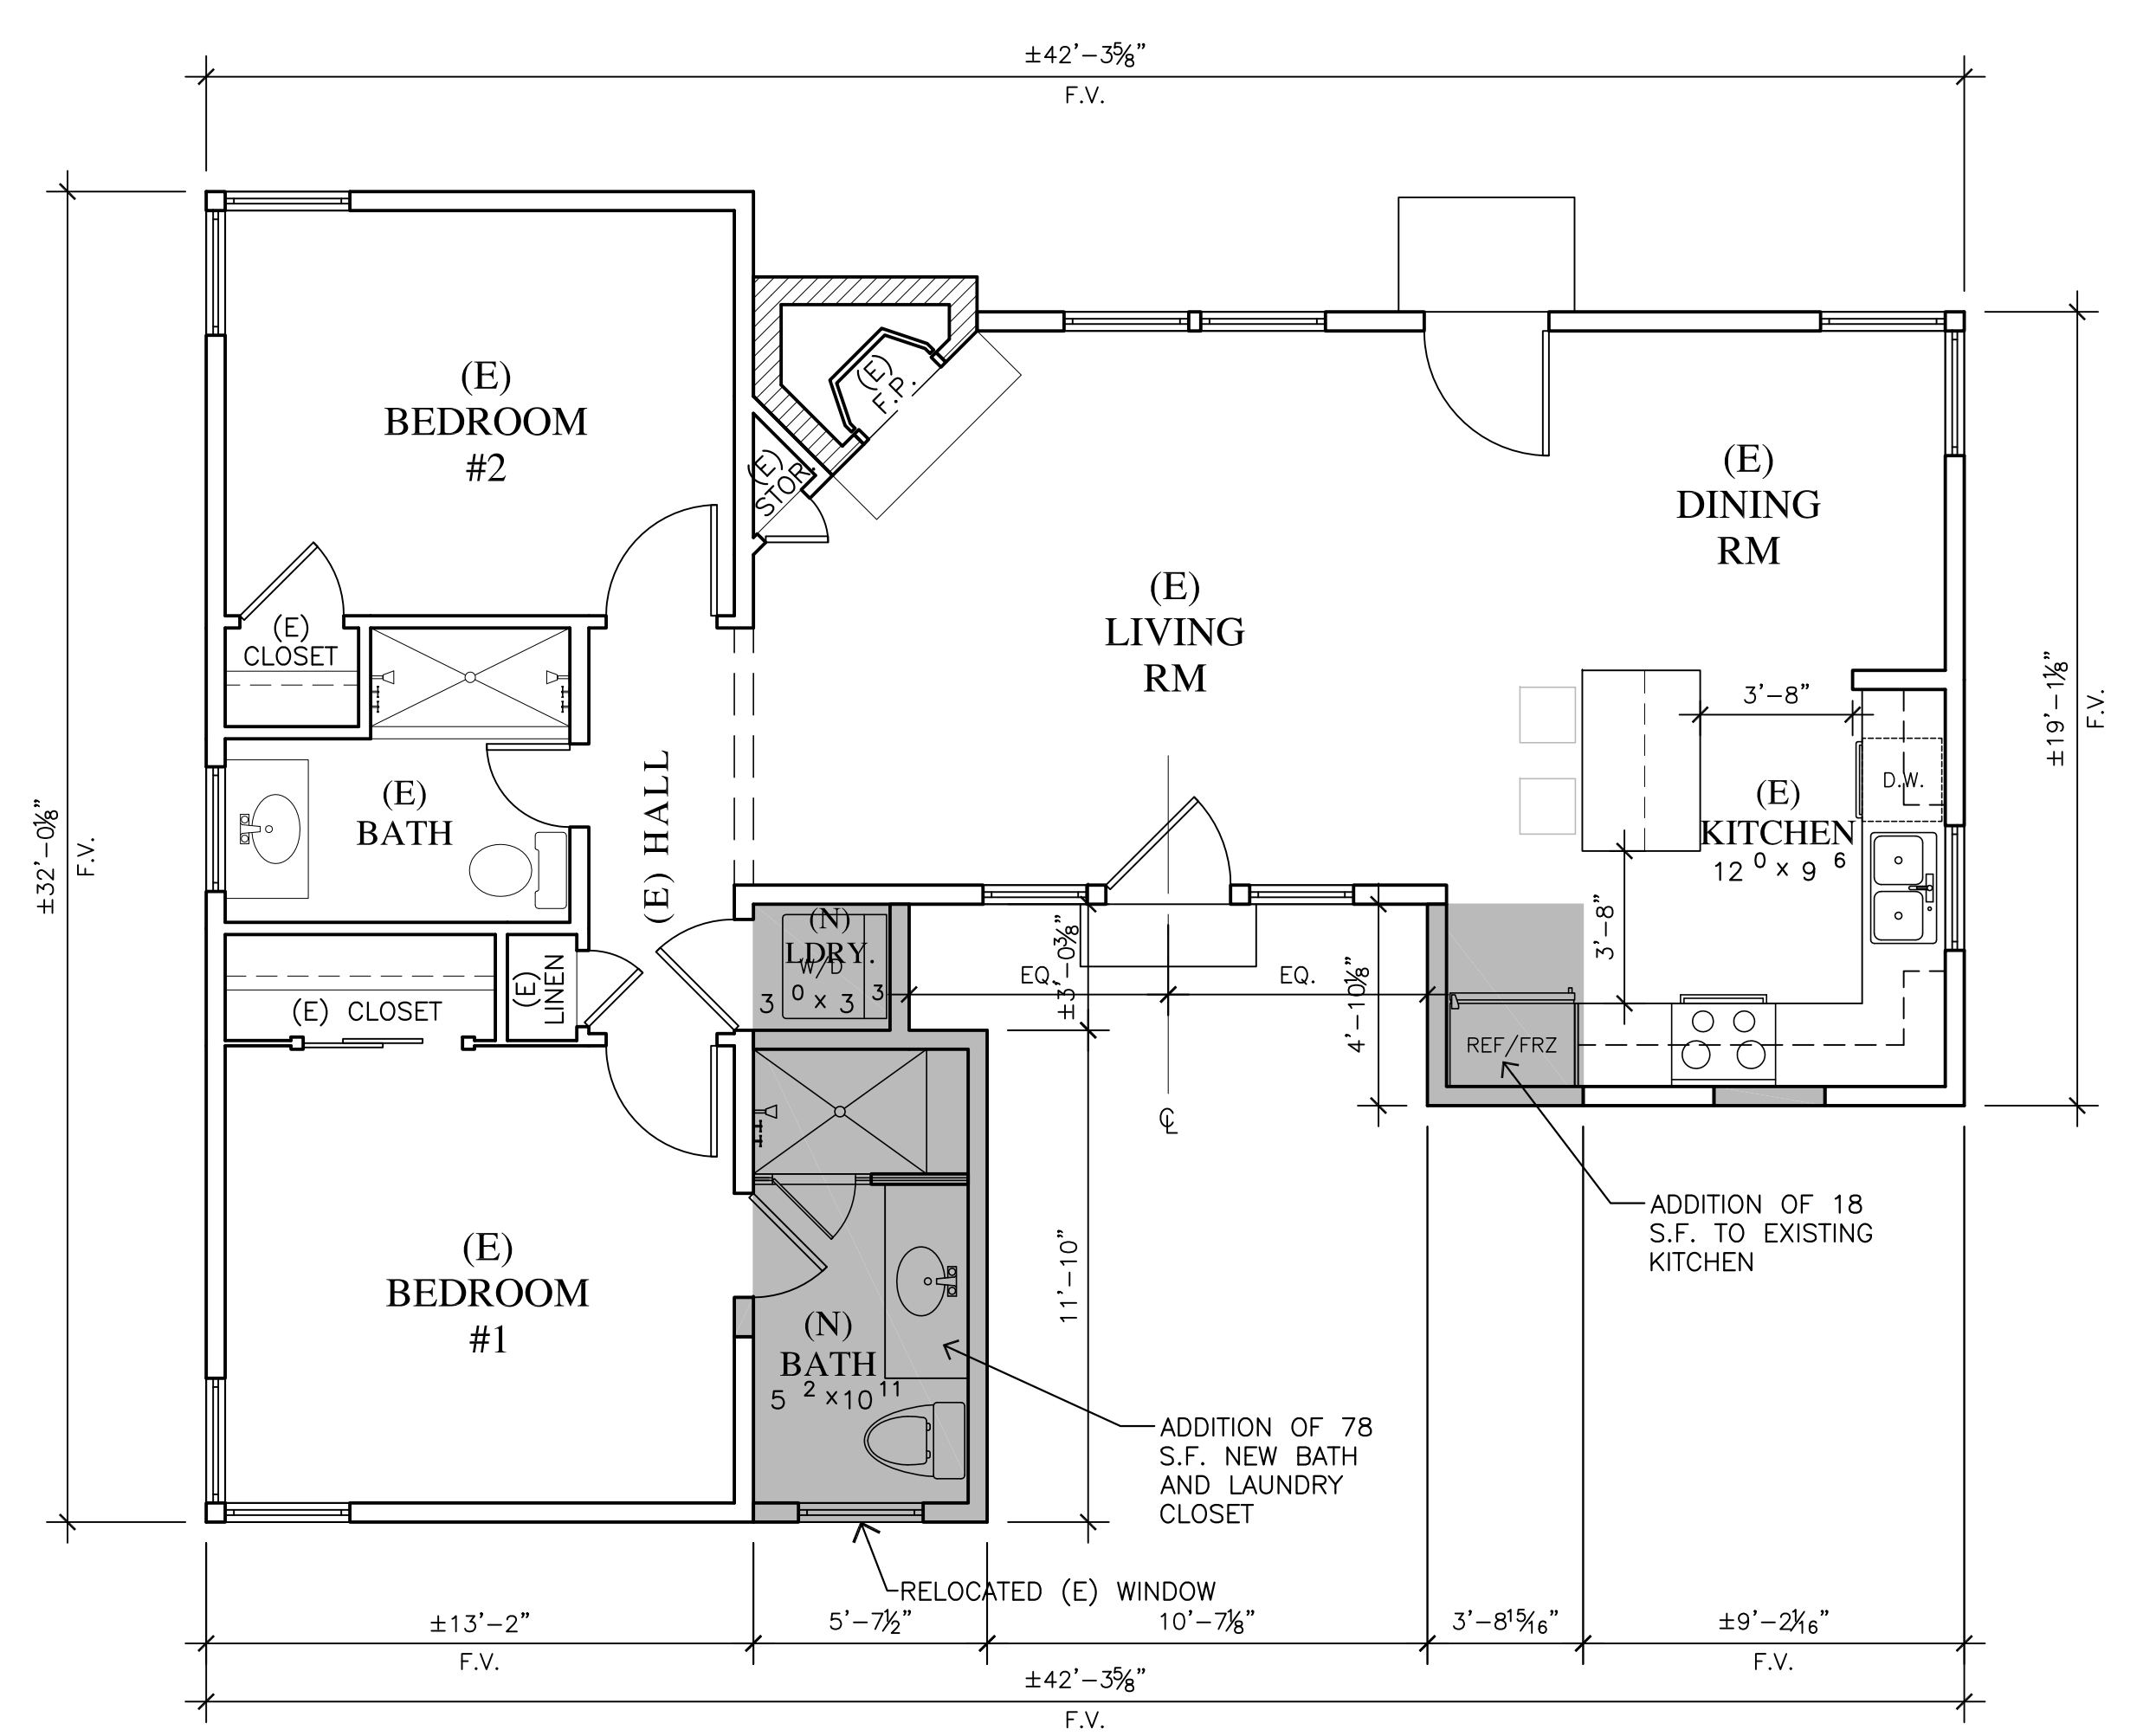 ±42'-3⅝"
F.V.
(E)
BEDROOM
#2
(E)
F.P.
(E)
STOR.
(E)
DINING
RM
(E)
LIVING
RM
(E)
CLOSET
3'-8"
±19'-1⅛"
F.V.
±32'-0⅛"
F.V.
(E)
BATH
(E) HALL
D.W.
(E)
KITCHEN
12 0 x 9 6
3'-8"
(N)
LDRY.
W/D
3 0 x 3 3
(E) CLOSET
(E)
LINEN
EQ.
±3'-0⅜"
EQ.
4'-10⅛"
REF/FRZ
℄
ADDITION OF 18
S.F. TO EXISTING
KITCHEN
11'-10"
(E)
BEDROOM
#1
(N)
BATH
5 2 x 10 11
ADDITION OF 78
S.F. NEW BATH
AND LAUNDRY
CLOSET
RELOCATED (E) WINDOW
±13'-2"
F.V.
5'-7½"
10'-7⅛"
3'-8 15/16"
±9'-2 1/16"
F.V.
±42'-3⅝"
F.V.